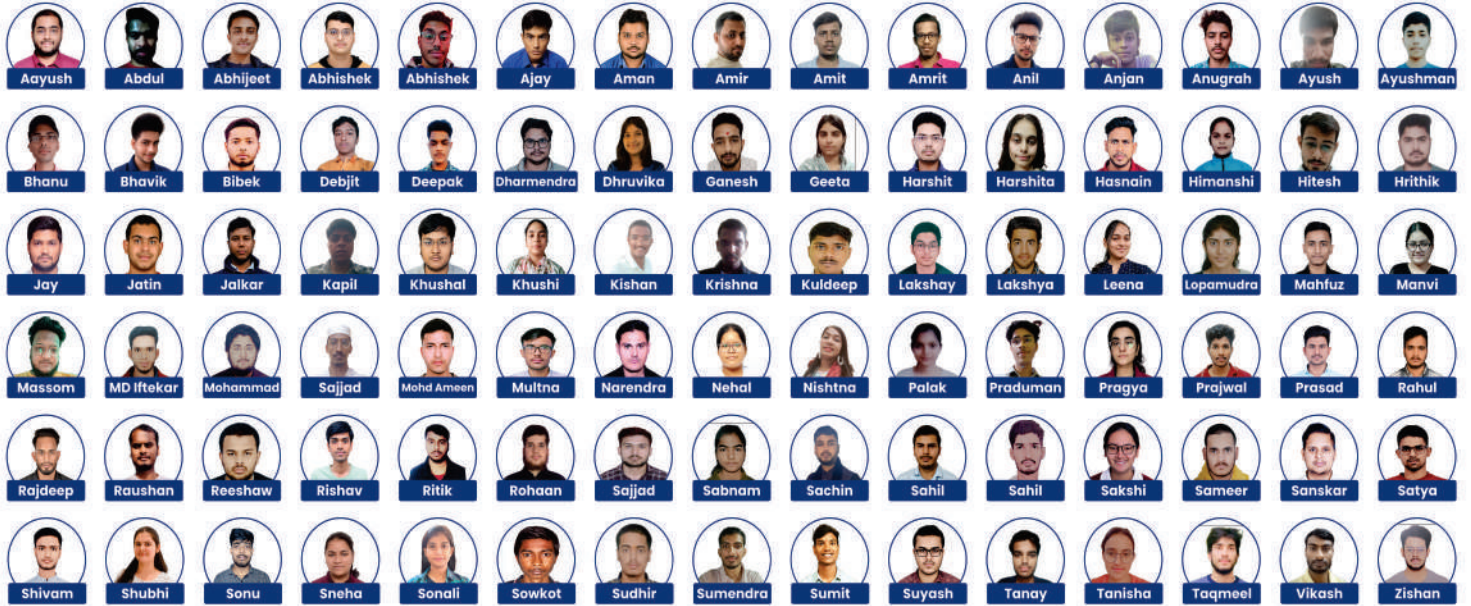 Aayush Abdul Abhijeet Abhishek Abhishek Ajay Aman Amir Amit Amrit Anil Anjan Anugrah Ayush Ayushman
Bhanu Bhavik Bibek Debjit Deepak Dharmendra Dhruvika Ganesh Geeta Harshit Harshita Hasnain Himanshi Hitesh Hrithik
Jay Jatin Jalkar Kapil Khushal Khushi Kishan Krishna Kuldeep Lakshay Lakshya Leena Lopamudra Mahfuz Manvi
Massom MD Iftekar Mohammad Sajjad Mohd Ameen Multna Narendra Nehal Nishtna Palak Praduman Pragya Prajwal Prasad Rahul
Rajdeep Raushan Reeshaw Rishav Ritik Rohaan Sajjad Sabnam Sachin Sahil Sahil Sakshi Sameer Sanskar Satya
Shivam Shubhi Sonu Sneha Sonali Sowkot Sudhir Sumendra Sumit Suyash Tanay Tanisha Taqmeel Vikash Zishan